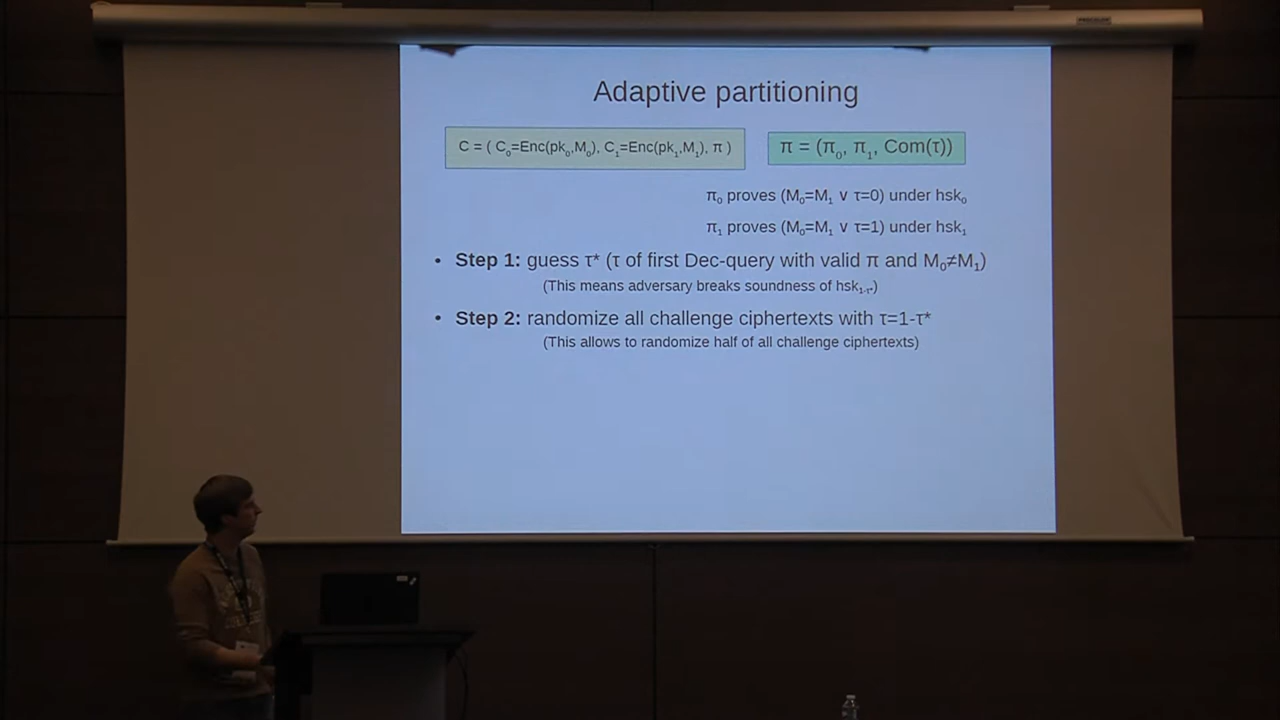 Adaptive partitioning
C = ( C₀=Enc(pk₀,M₀), C₁=Enc(pk₁,M₁), π )
π = (π₀, π₁, Com(τ))
π₀ proves (M₀=M₁ ∨ τ=0) under hsk₀
π₁ proves (M₀=M₁ ∨ τ=1) under hsk₁
• Step 1: guess τ* (τ of first Dec-query with valid π and M₀≠M₁)
(This means adversary breaks soundness of hsk₁₋τ*)
• Step 2: randomize all challenge ciphertexts with τ=1-τ*
(This allows to randomize half of all challenge ciphertexts)